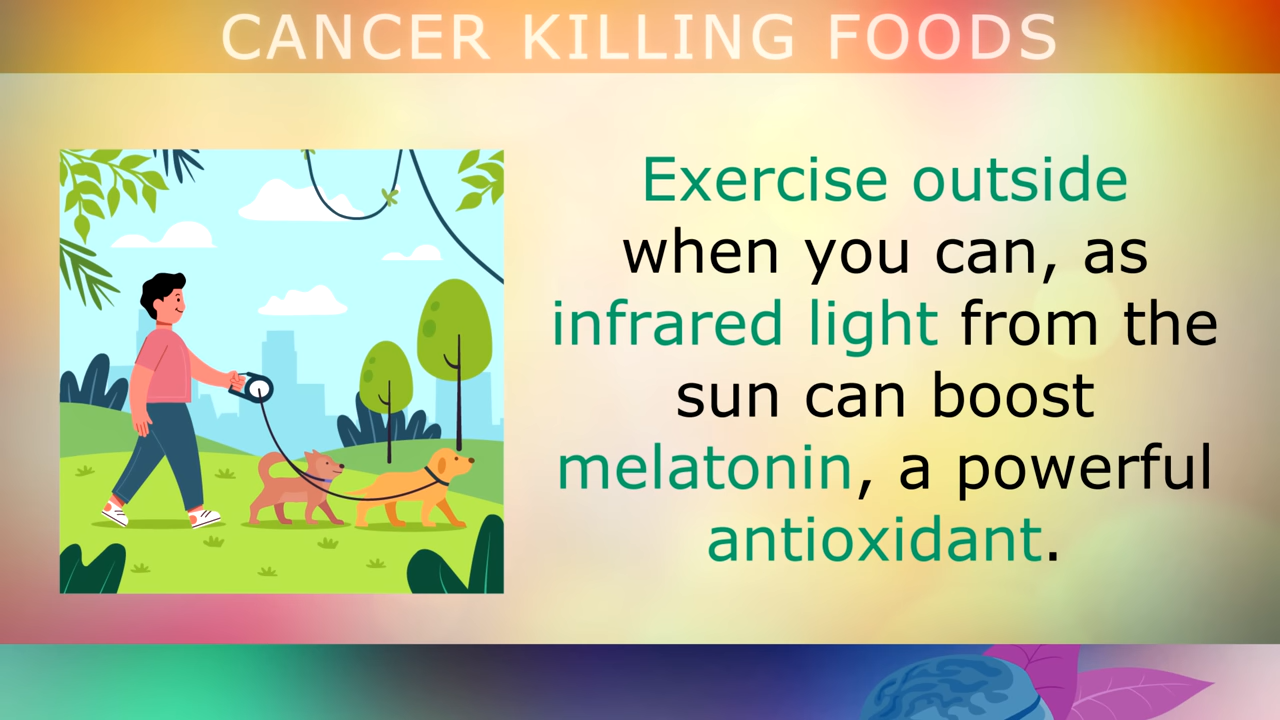 CANCER KILLING FOODS
Exercise outside
when you can, as
infrared light from the
sun can boost
melatonin, a powerful
antioxidant.